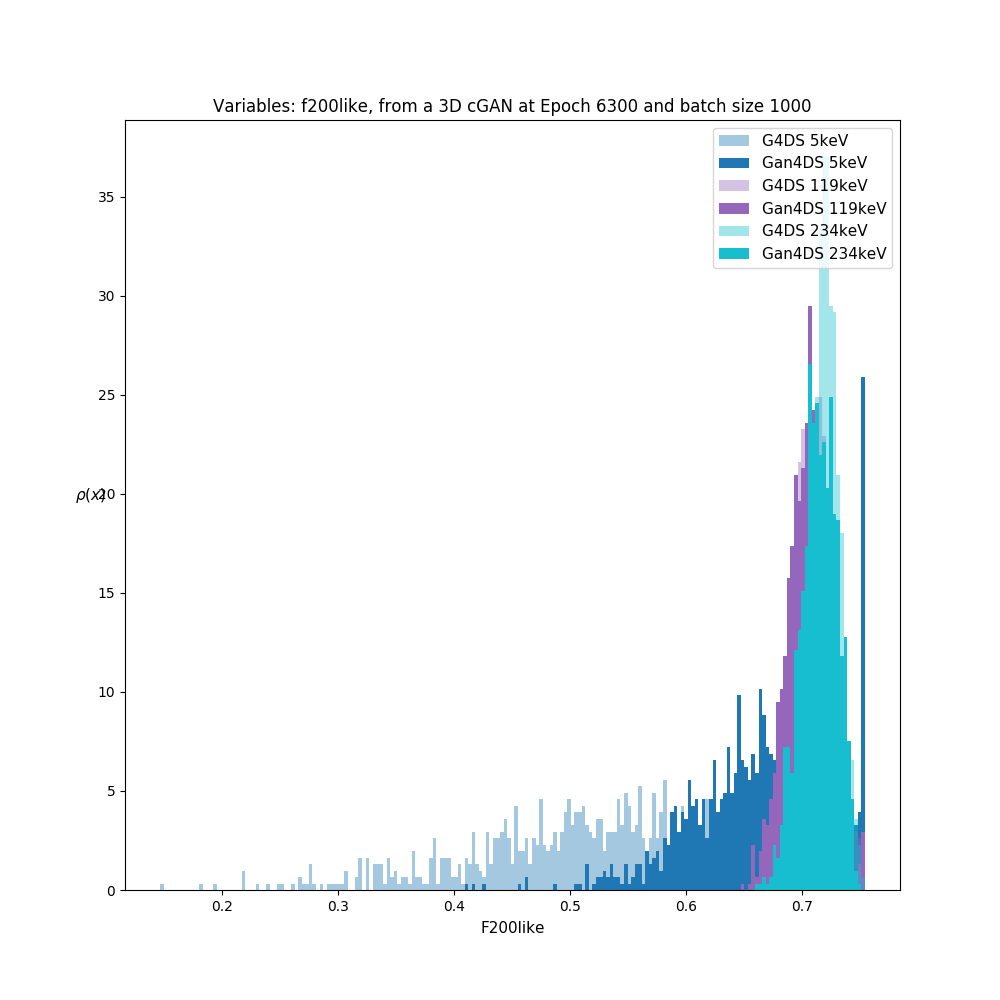 Variables: f200like, from a 3D cGAN at Epoch 6300 and batch size 1000
G4DS 5keV
Gan4DS 5keV
G4DS 119keV
Gan4DS 119keV
G4DS 234keV
Gan4DS 234keV
35
30
25
ρ(x)
20
15
10
5
0
0.2 0.3 0.4 0.5 0.6 0.7
F200like